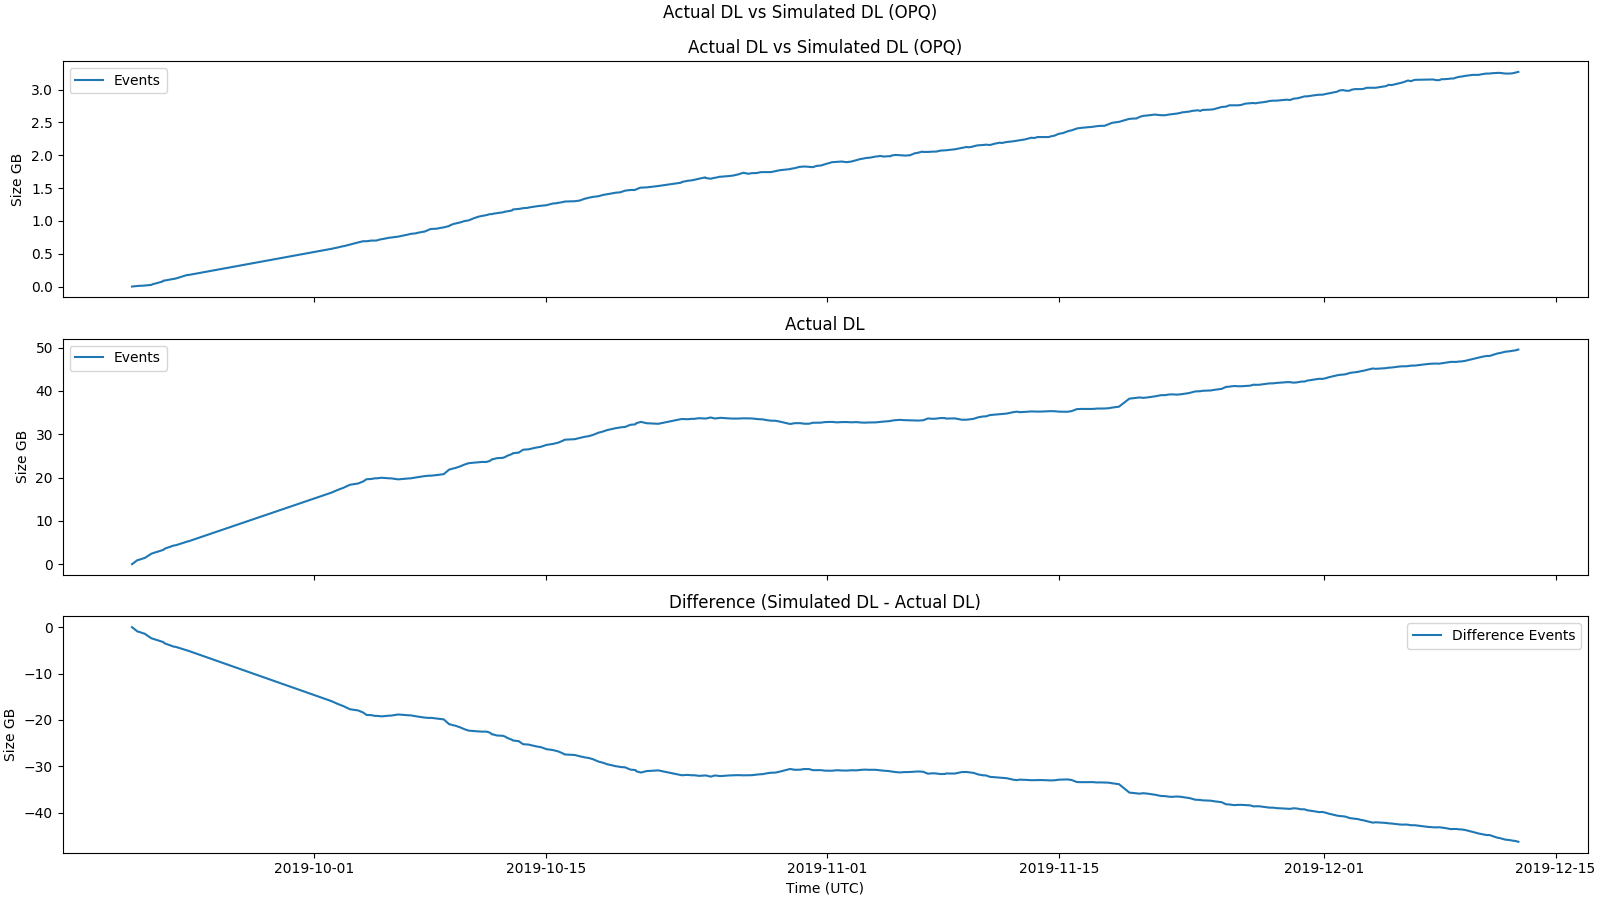 Actual DL vs Simulated DL (OPQ)
Actual DL vs Simulated DL (OPQ)
Events
Size GB
3.0
2.5
2.0
1.5
1.0
0.5
0.0
Actual DL
Events
Size GB
50
40
30
20
10
0
Difference (Simulated DL - Actual DL)
Difference Events
Size GB
0
−10
−20
−30
−40
2019-10-01 2019-10-15 2019-11-01 2019-11-15 2019-12-01 2019-12-15
Time (UTC)